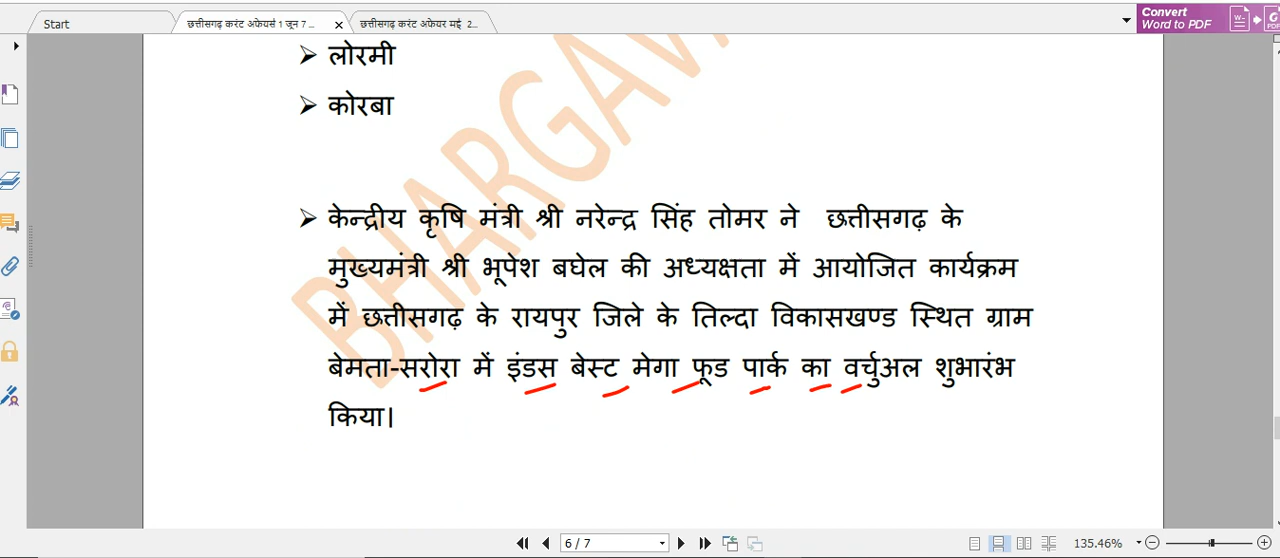 Start
छत्तीसगढ़ करंट अफेयर्स 1 जून 7 ...
छत्तीसगढ़ करंट अफेयर मई 2...
Convert
Word to PDF
लोरमी
कोरबा
BHARGAV
केन्द्रीय कृषि मंत्री श्री नरेन्द्र सिंह तोमर ने छत्तीसगढ़ के
मुख्यमंत्री श्री भूपेश बघेल की अध्यक्षता में आयोजित कार्यक्रम
में छत्तीसगढ़ के रायपुर जिले के तिल्दा विकासखण्ड स्थित ग्राम
बेमता-सरोरा में इंडस बेस्ट मेगा फूड पार्क का वर्चुअल शुभारंभ
किया।
6 / 7
135.46%